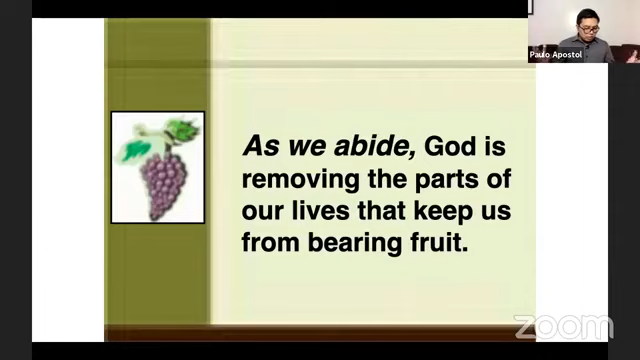 Paulo Apostol
As we abide, God is
removing the parts of
our lives that keep us
from bearing fruit.
zoom